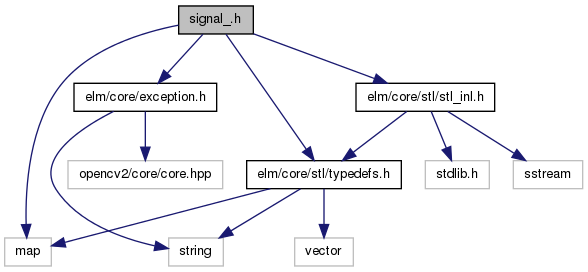 signal_.h
elm/core/exception.h
elm/core/stl/stl_inl.h
opencv2/core/core.hpp
elm/core/stl/typedefs.h
stdlib.h
sstream
map
string
vector